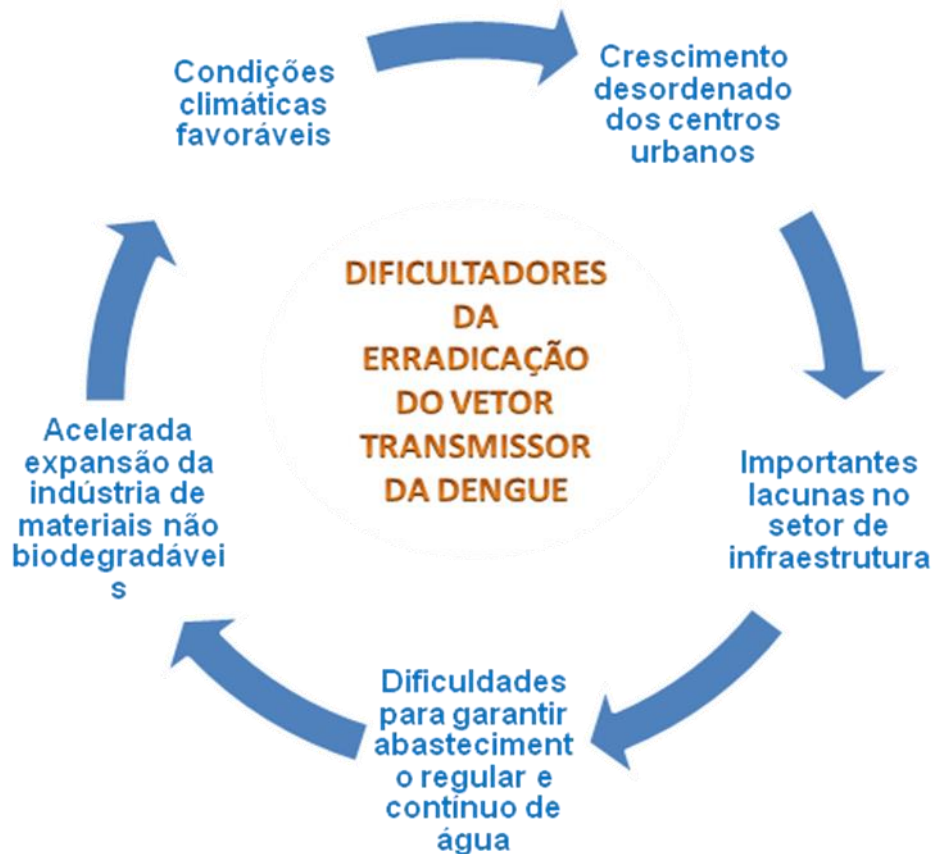 Condições
climáticas
favoráveis
Crescimento
desordenado
dos centros
urbanos
DIFICULTADORES
DA
ERRADICAÇÃO
DO VETOR
TRANSMISSOR
DA DENGUE
Importantes
lacunas no
setor de
infraestrutura
Dificuldades
para garantir
abasteciment
o regular e
contínuo de
água
Acelerada
expansão da
indústria de
materiais não
biodegradávei
s